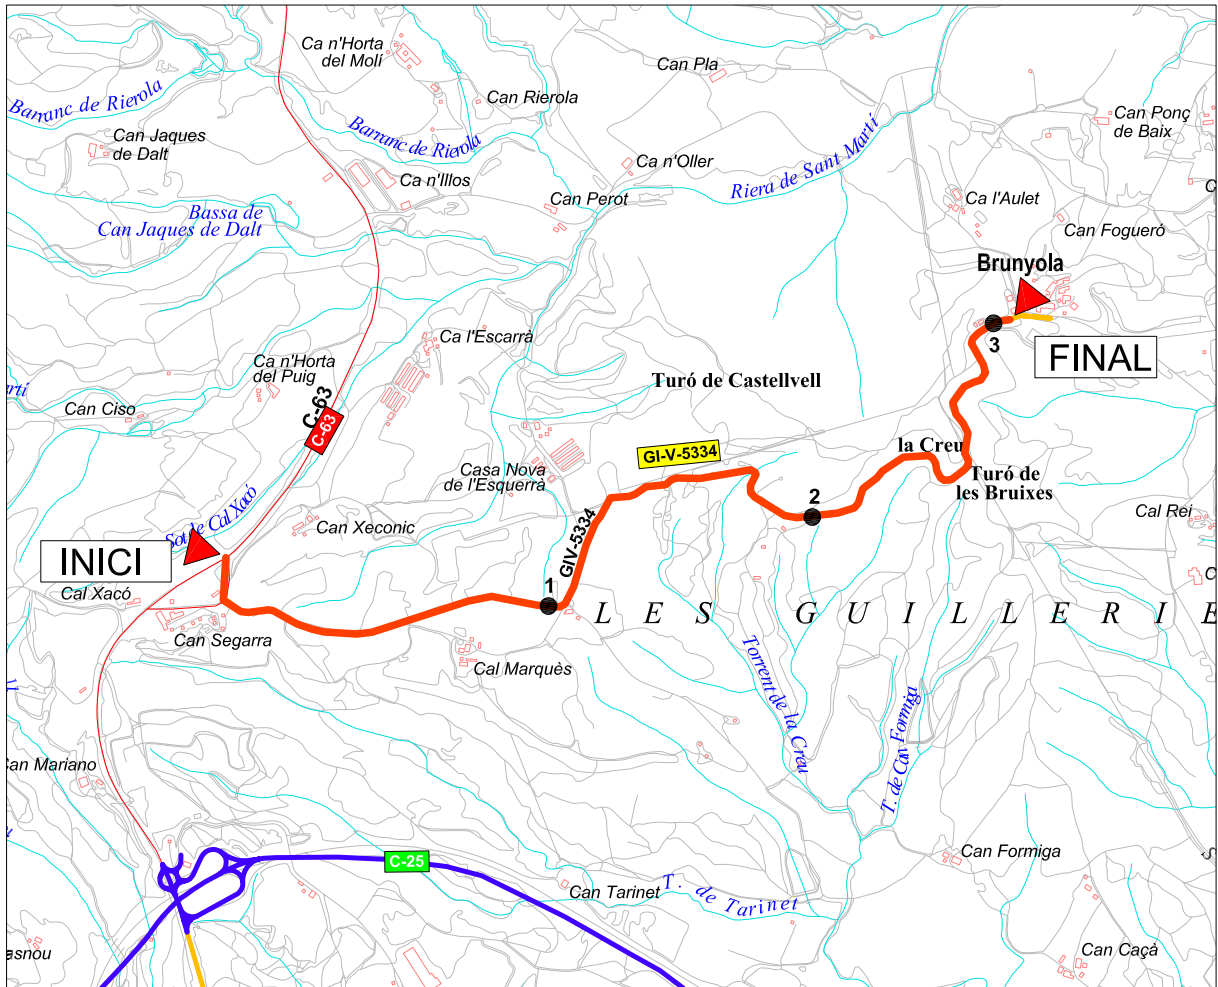 Ca n'Horta
del Molí
Can Pla
Can Rierola
Barranc de Rierola
Can Ponç
de Baix
Can Jaques
de Dalt
Barranc de Rierola
Ca n'Oller
Riera de Sant Martí
Ca n'Illos
Can Perot
Ca l'Aulet
Bassa de
Can Jaques de Dalt
Can Fogueró
Brunyola
Ca l'Escarrà
3
FINAL
Ca n'Horta
del Puig
Turó de Castellvell
C-63
C-63
Can Ciso
la Creu
GI-V-5334
Casa Nova
de l'Esquerrà
Turó de
les Bruixes
2
Sot de Cal Xacó
Can Xeconic
Cal Rei
GIV-5334
INICI
1
Cal Xacó
LES GUILLERIE
Can Segarra
Cal Marquès
Torrent de la Creu
T. de Can Formiga
Can Mariano
C-25
Can Formiga
Can Tarinet
T. de Tarinet
asnou
Can Caçà